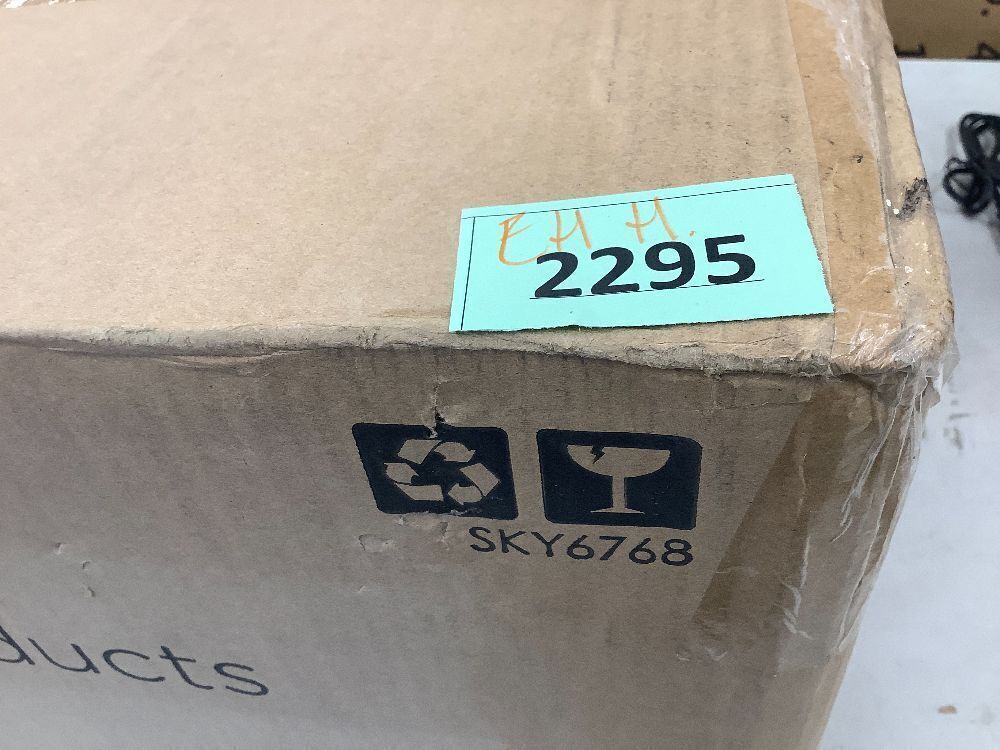 EH H.
2295
SKY6768
ducts